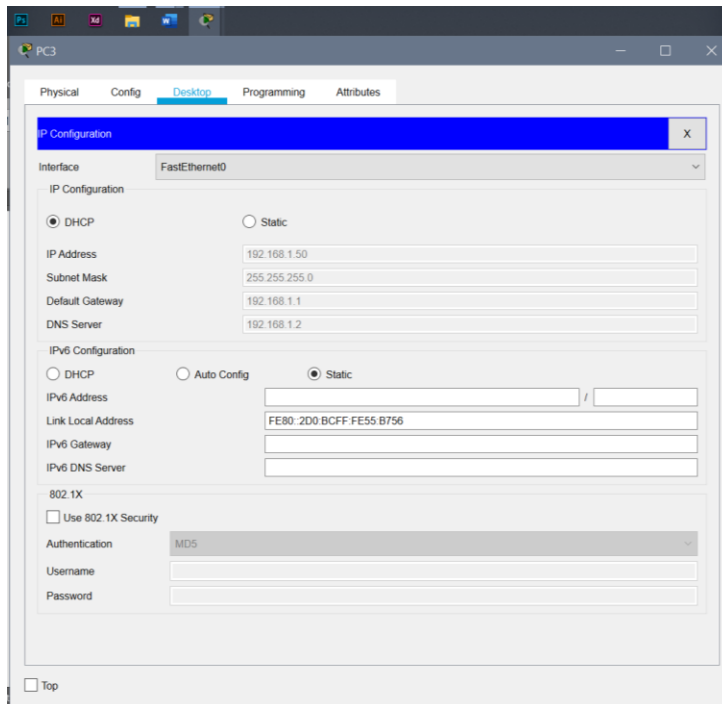 Ps Ai Xd W
PC3
Physical Config Desktop Programming Attributes
IP Configuration X
Interface FastEthernet0
IP Configuration
DHCP Static
IP Address 192.168.1.50
Subnet Mask 255.255.255.0
Default Gateway 192.168.1.1
DNS Server 192.168.1.2
IPv6 Configuration
DHCP Auto Config Static
IPv6 Address /
Link Local Address FE80::2D0:BCFF:FE55:B756
IPv6 Gateway
IPv6 DNS Server
802.1X
Use 802.1X Security
Authentication MD5
Username
Password
Top